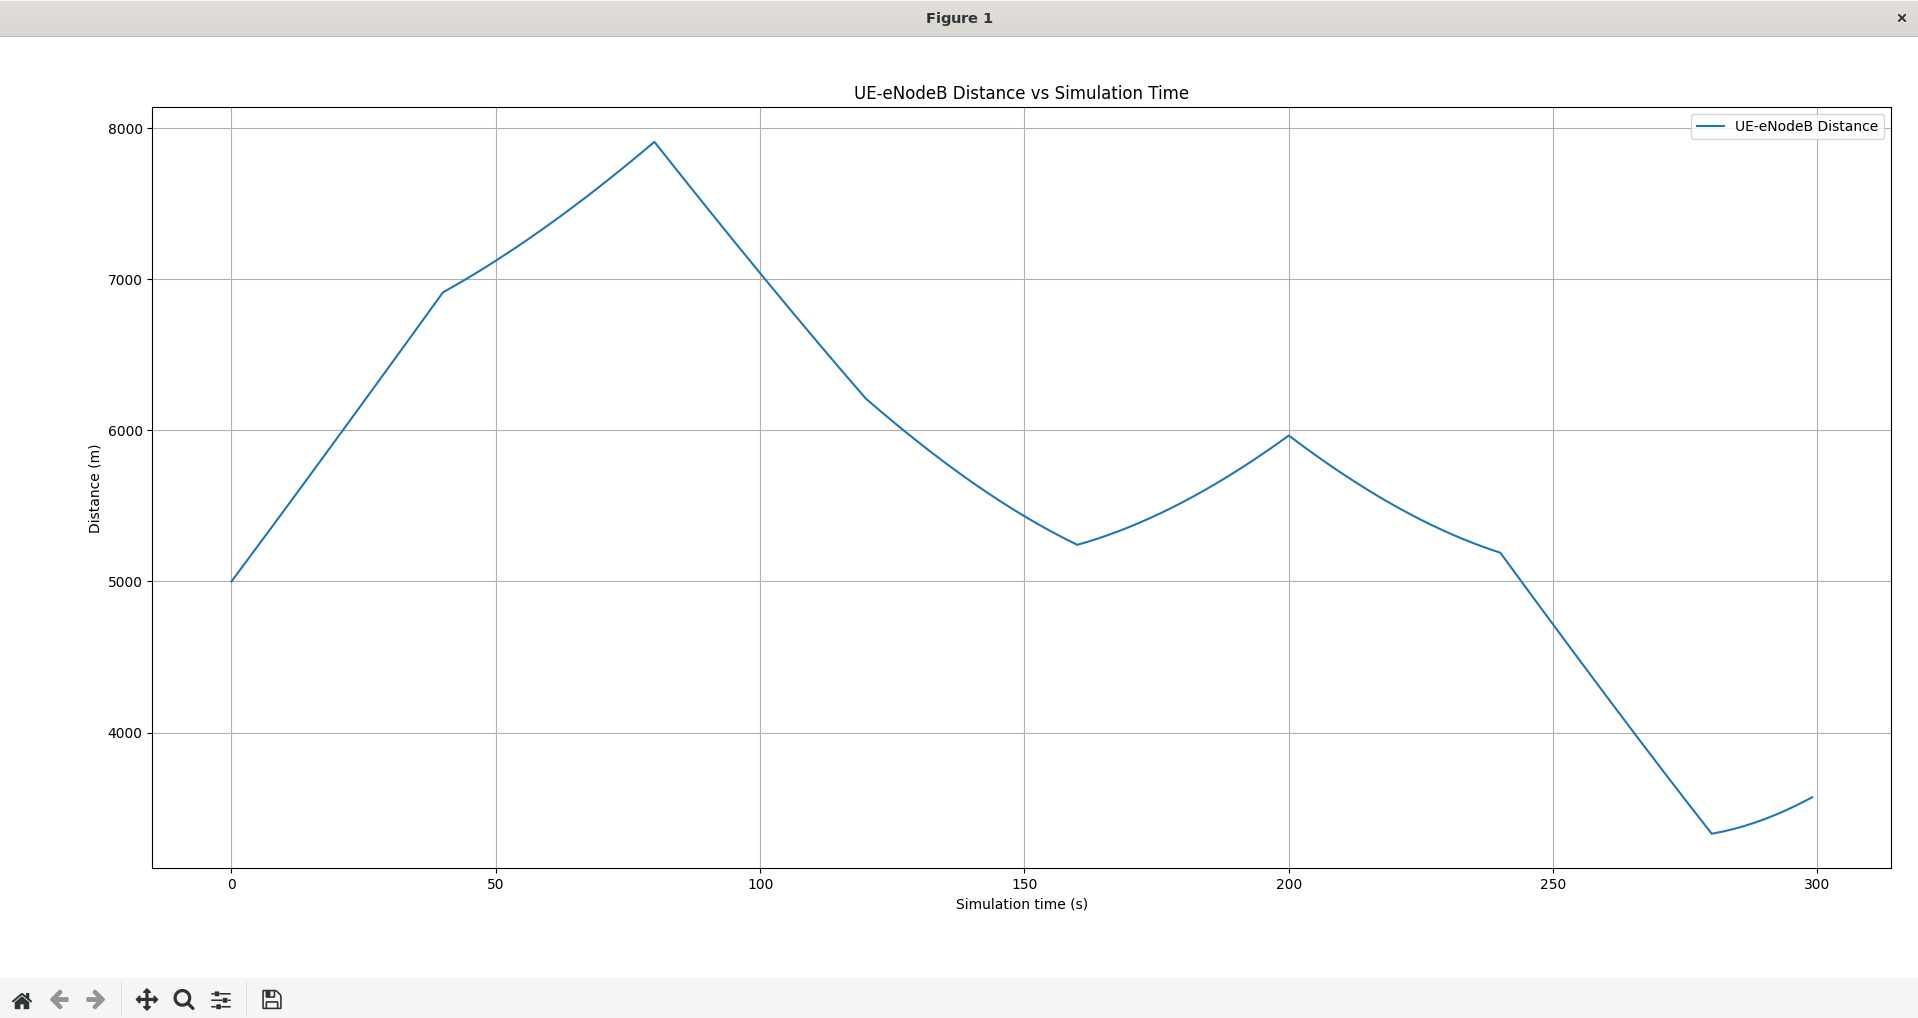 Figure 1
×
UE-eNodeB Distance vs Simulation Time
UE-eNodeB Distance
8000
7000
6000
5000
4000
Distance (m)
0 50 100 150 200 250 300
Simulation time (s)